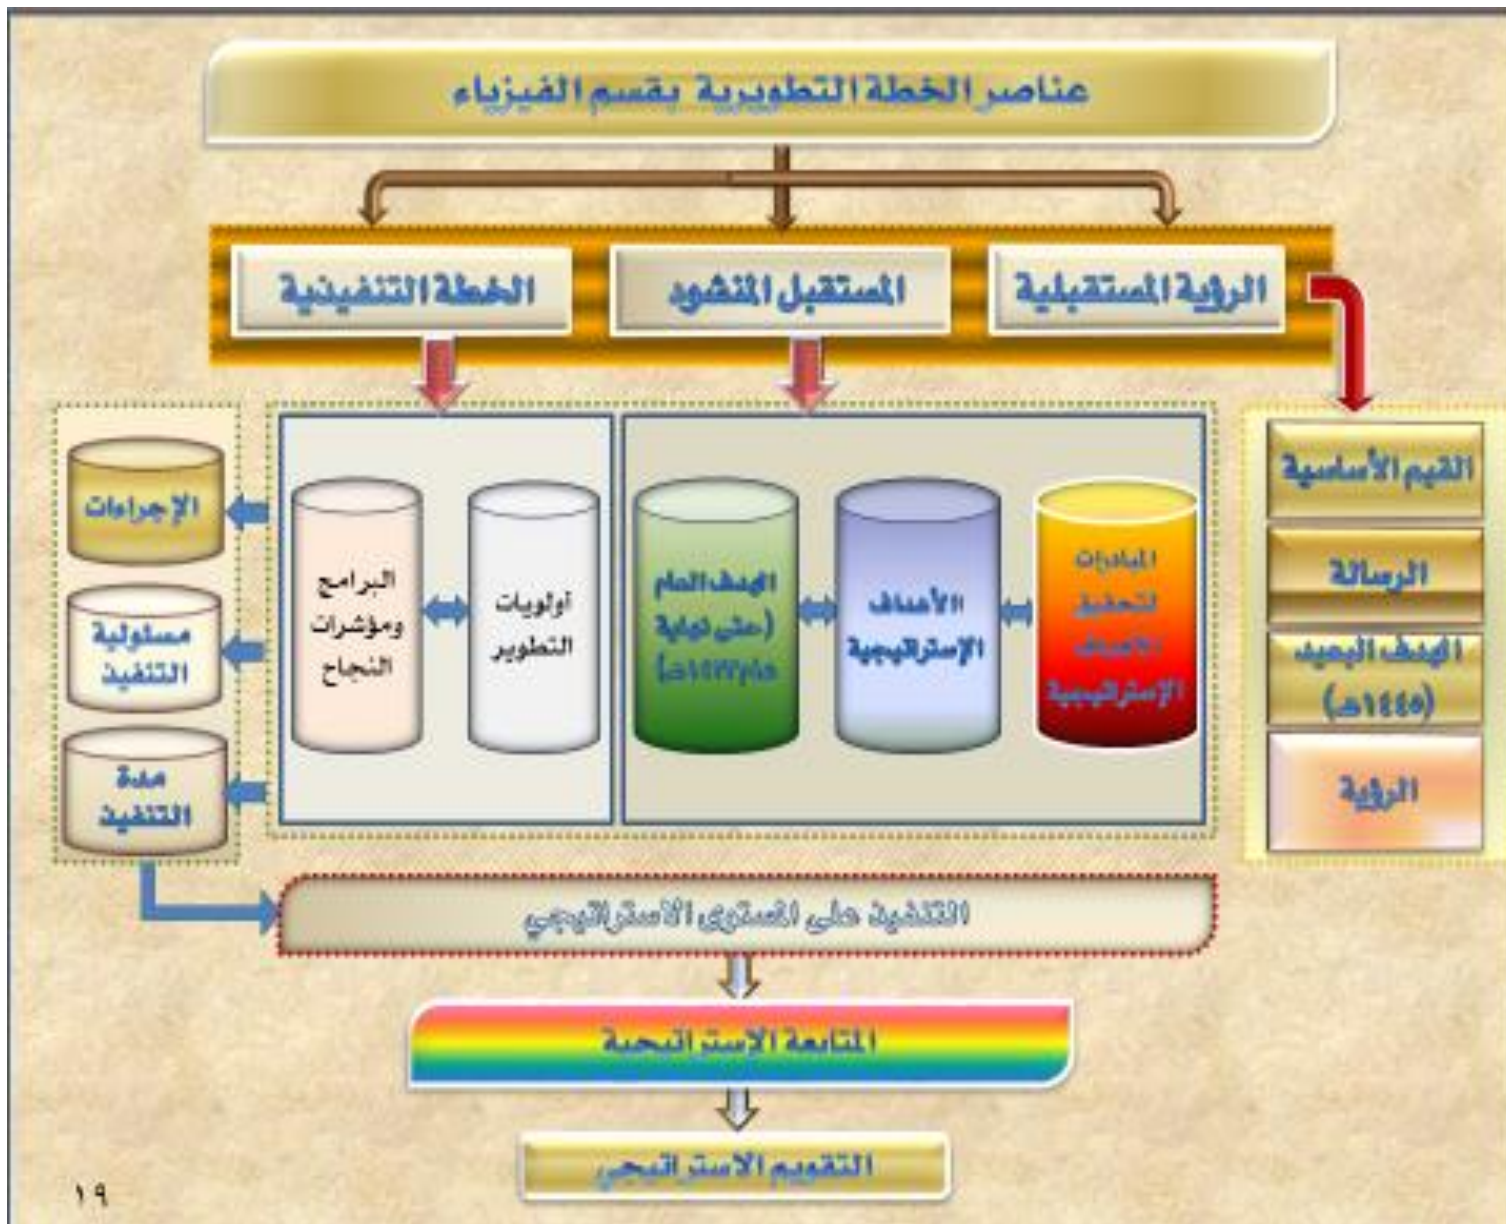 عناصر الخطة التطويرية بقسم الفيزياء
الرؤية المستقبلية
المستقبل المنشود
الخطة التنفيذية
القيم الأساسية
الرسالة
الهدف البعيد
(١٤٤٥هـ)
الرؤية
المبادرات
لتحقيق
الأهداف
الإستراتيجية
الأهداف
الإستراتيجية
الهدف العام
(حتى نهاية
أولويات
التطوير
البرامج
ومؤشرات
النجاح
الإجراءات
مسئولية
التنفيذ
مدة
التنفيذ
التنفيذ على المستوى الاستراتيجي
المتابعة الإستراتيجية
التقويم الاستراتيجي
١٩